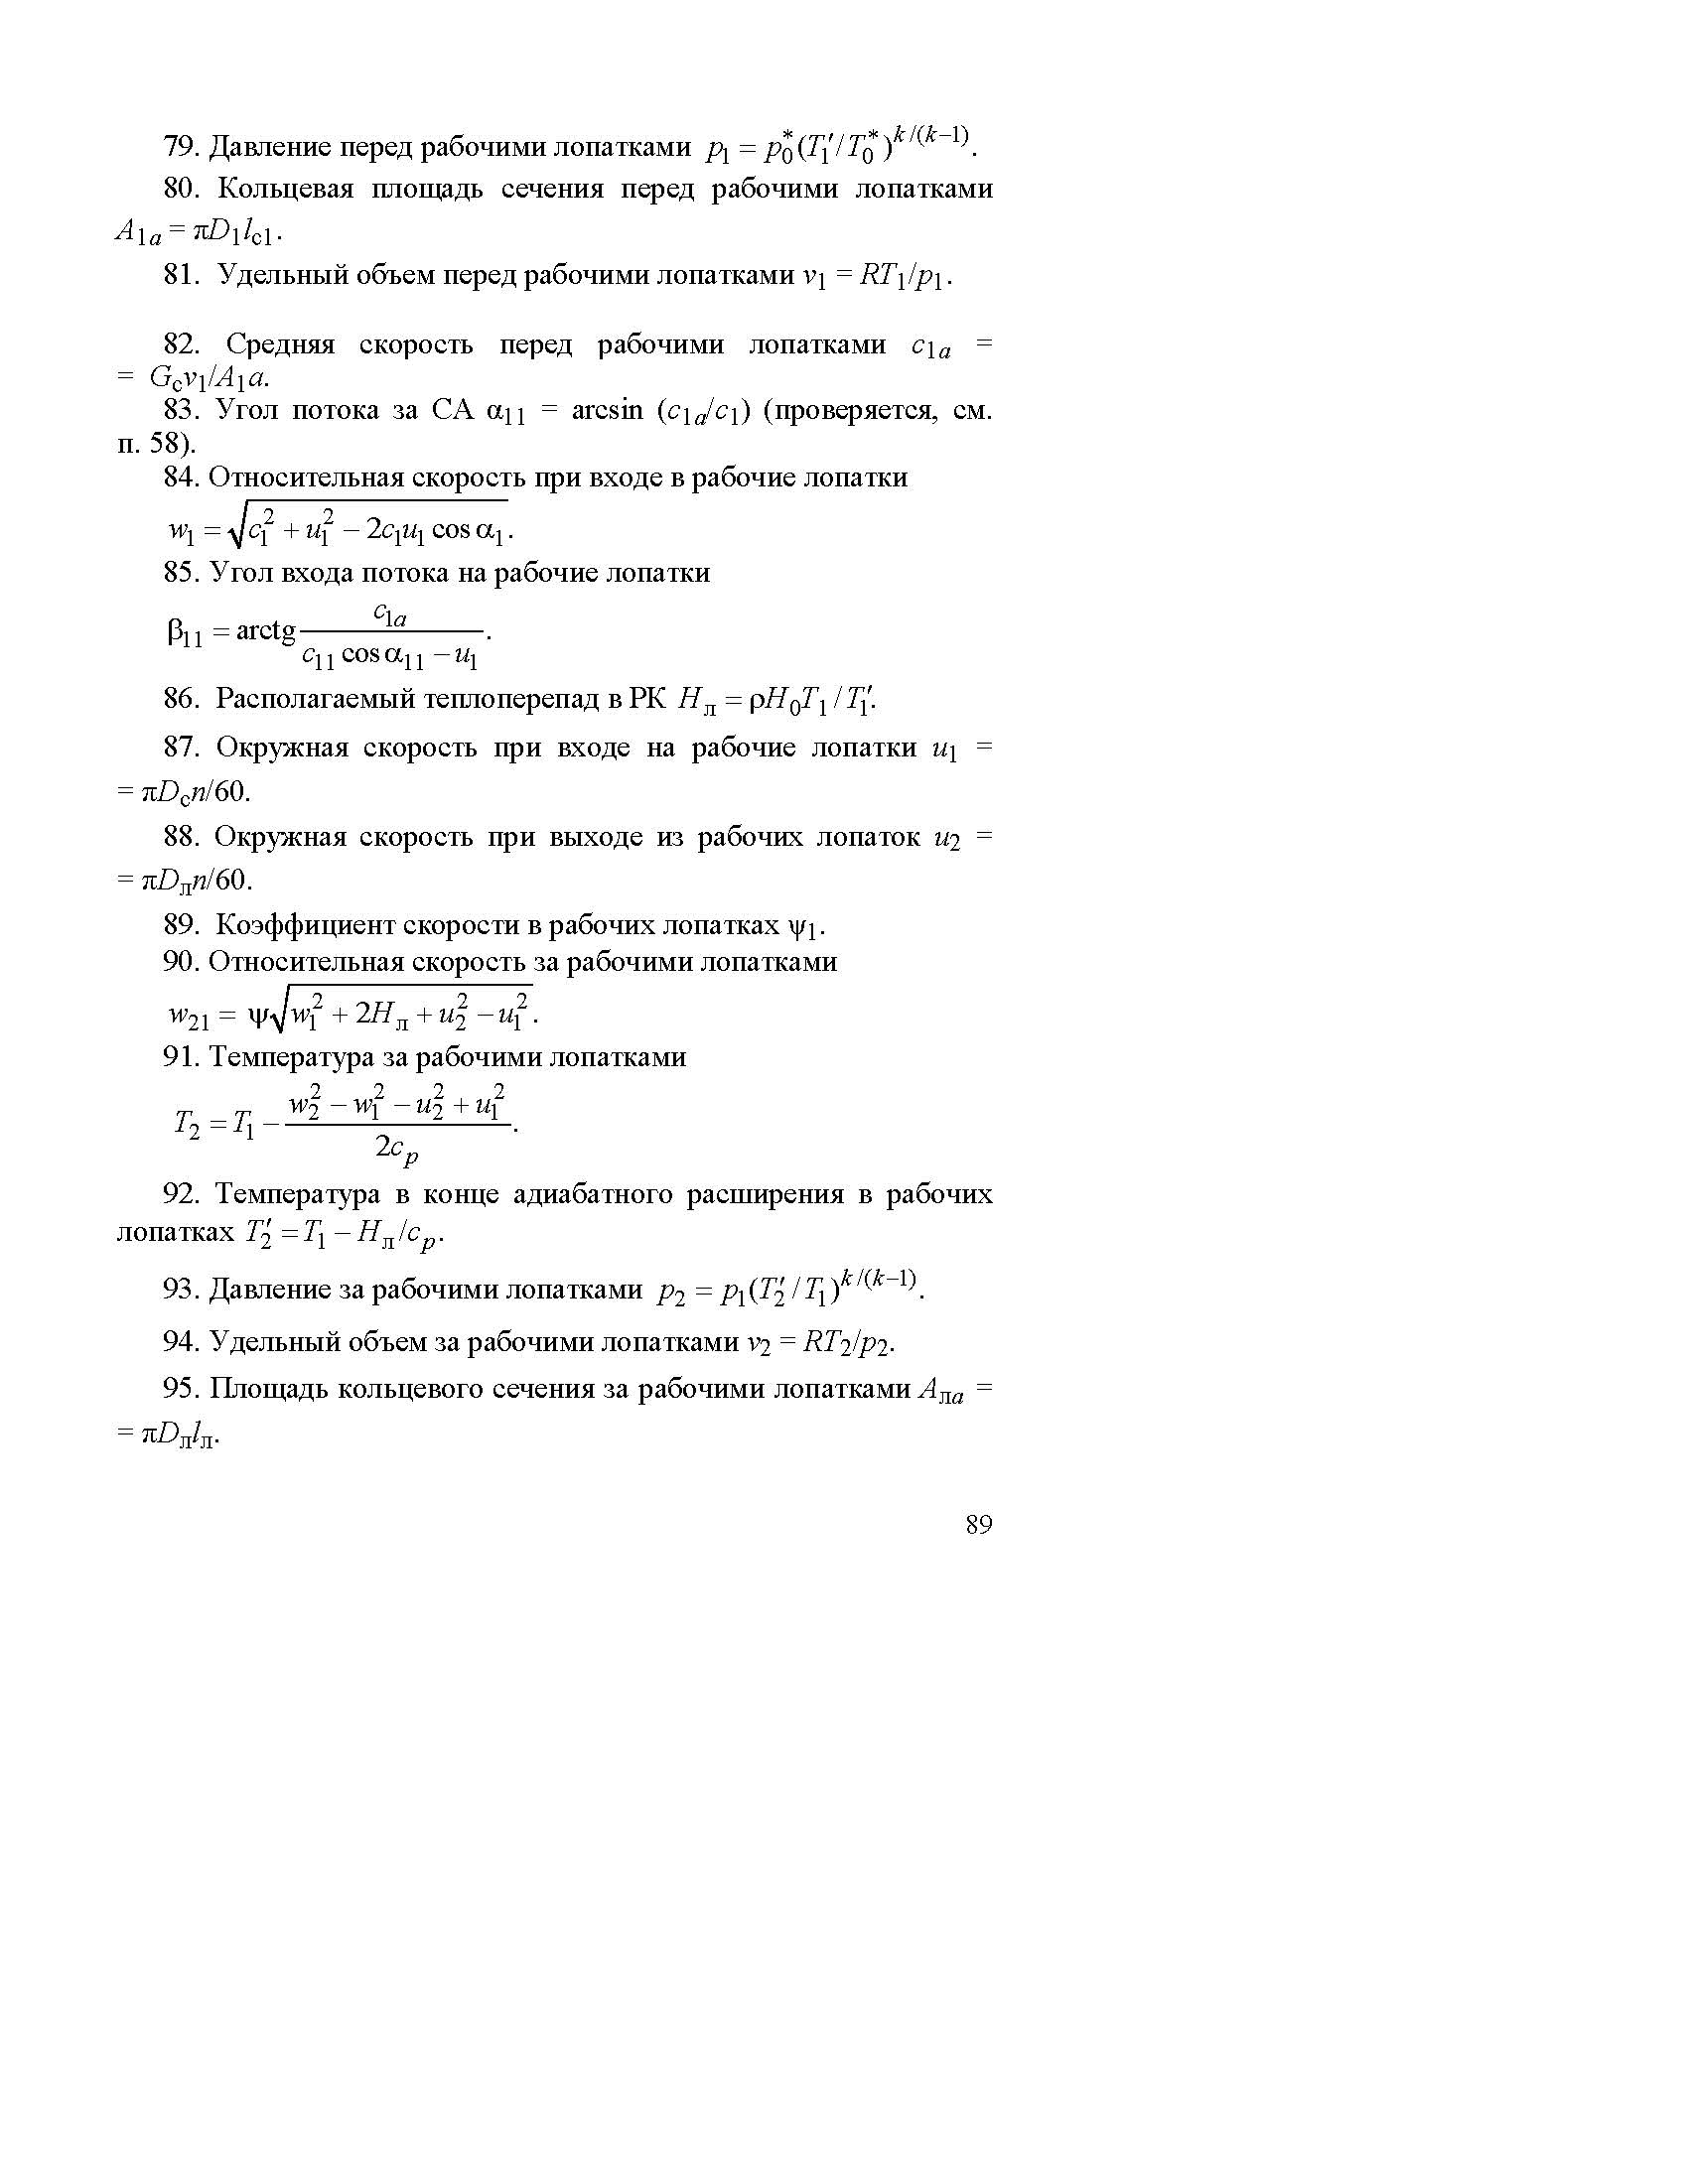 79. Давление перед рабочими лопатками p₁ = p₀*(T₁′/T₀*)^{k/(k−1)}.
80. Кольцевая площадь сечения перед рабочими лопатками
A₁ₐ = πD₁l_{с1}.
81. Удельный объем перед рабочими лопатками v₁ = RT₁/p₁.
82. Средняя скорость перед рабочими лопатками c₁ₐ =
= G_сv₁/A₁a.
83. Угол потока за СА α₁₁ = arcsin (c₁ₐ/c₁) (проверяется, см.
п. 58).
84. Относительная скорость при входе в рабочие лопатки
w₁ = √(c₁² + u₁² − 2c₁u₁ cos α₁).
85. Угол входа потока на рабочие лопатки
β₁₁ = arctg c₁ₐ/(c₁₁ cos α₁₁ − u₁).
86. Располагаемый теплоперепад в РК H_л = ρH₀T₁/T₁′.
87. Окружная скорость при входе на рабочие лопатки u₁ =
= πD_сn/60.
88. Окружная скорость при выходе из рабочих лопаток u₂ =
= πD_лn/60.
89. Коэффициент скорости в рабочих лопатках ψ₁.
90. Относительная скорость за рабочими лопатками
w₂₁ = ψ√(w₁² + 2H_л + u₂² − u₁²).
91. Температура за рабочими лопатками
T₂ = T₁ − (w₂² − w₁² − u₂² + u₁²)/(2c_p).
92. Температура в конце адиабатного расширения в рабочих
лопатках T₂′ = T₁ − H_л/c_p.
93. Давление за рабочими лопатками p₂ = p₁(T₂′/T₁)^{k/(k−1)}.
94. Удельный объем за рабочими лопатками v₂ = RT₂/p₂.
95. Площадь кольцевого сечения за рабочими лопатками A_{лa} =
= πD_лl_л.
89